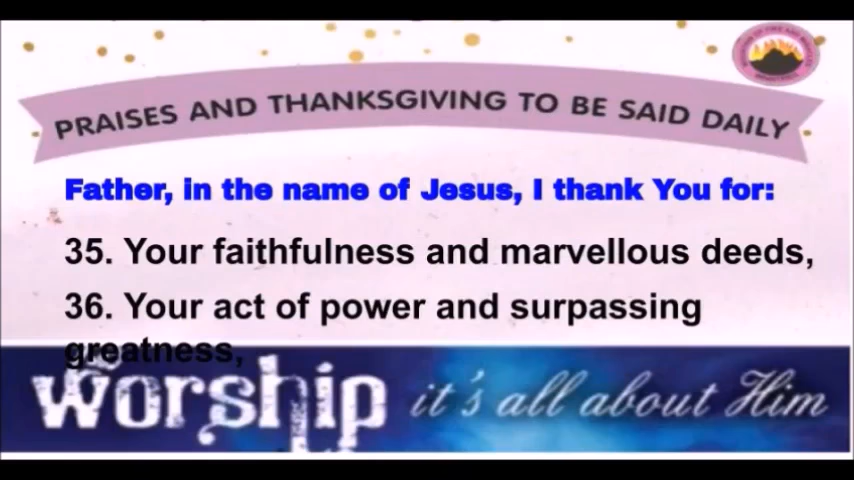 PRAISES AND THANKSGIVING TO BE SAID DAILY
Father, in the name of Jesus, I thank You for:
35. Your faithfulness and marvellous deeds,
36. Your act of power and surpassing
greatness,
worship it's all about Him